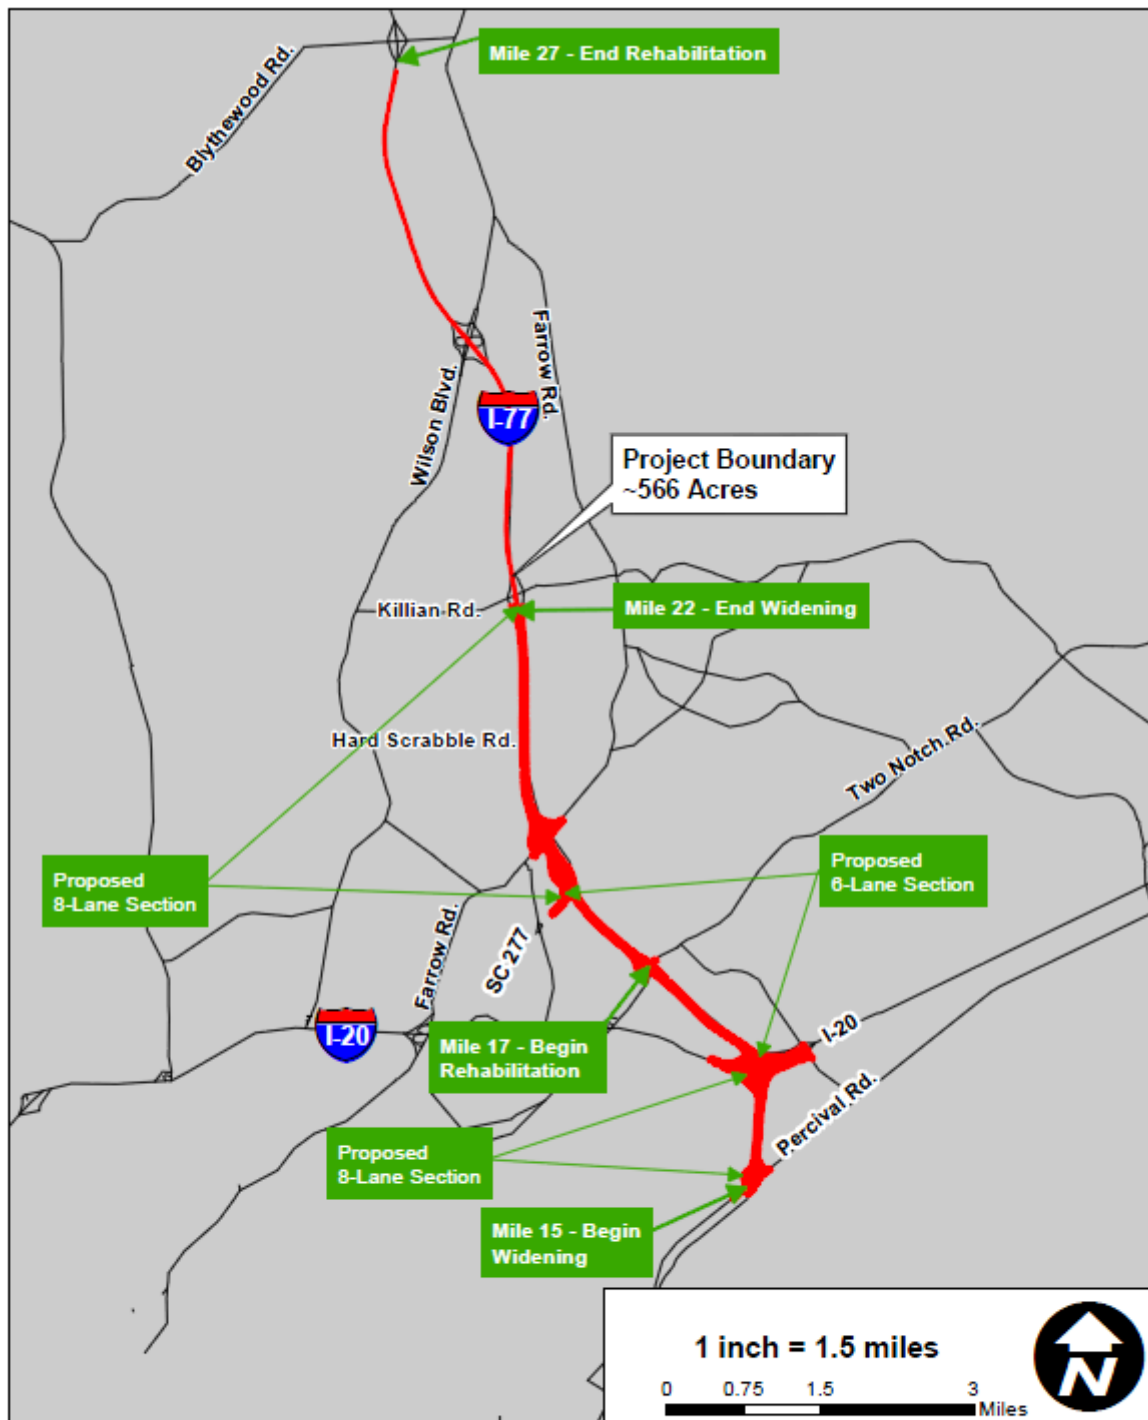 Mile 27 - End Rehabilitation
Blythewood Rd.
Farrow Rd.
Wilson Blvd.
I-77
Project Boundary
~566 Acres
Killian Rd.
Mile 22 - End Widening
Hard Scrabble Rd.
Two Notch Rd.
Proposed
8-Lane Section
Proposed
6-Lane Section
Farrow Rd.
SC 277
I-20
I-20
Mile 17 - Begin
Rehabilitation
Percival Rd.
Proposed
8-Lane Section
Mile 15 - Begin
Widening
1 inch = 1.5 miles
0 0.75 1.5 3
Miles
N